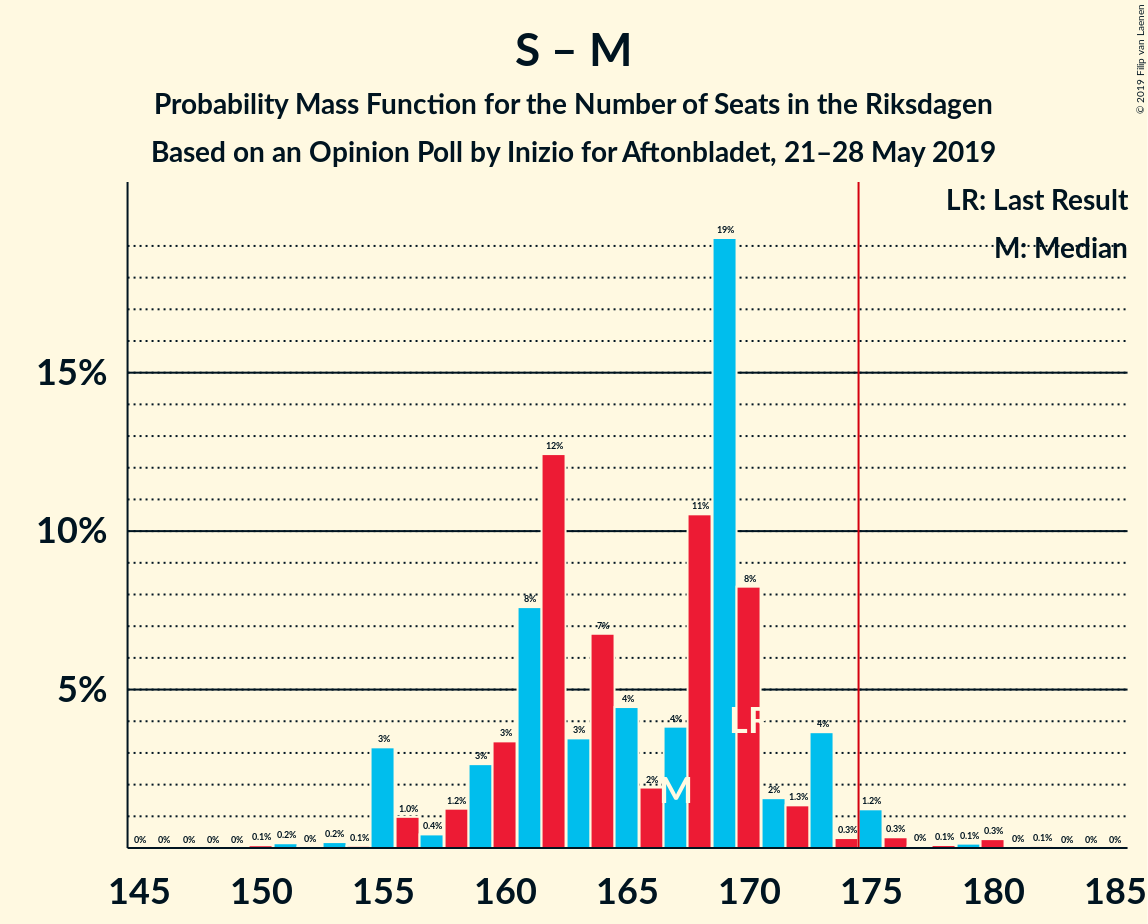 S – M
Probability Mass Function for the Number of Seats in the Riksdagen
Based on an Opinion Poll by Inizio for Aftonbladet, 21–28 May 2019
© 2019 Filip van Laenen
LR: Last Result
M: Median
15%
10%
5%
0% 0% 0% 0% 0% 0.1% 0.2% 0% 0.2% 0.1% 3% 1.0% 0.4% 1.2% 3% 3% 8% 12% 3% 7% 4% 2% 4% 11% 19% 8% 2% 1.3% 4% 0.3% 1.2% 0.3% 0% 0.1% 0.1% 0.3% 0% 0.1% 0% 0% 0%
LR
M
145 150 155 160 165 170 175 180 185